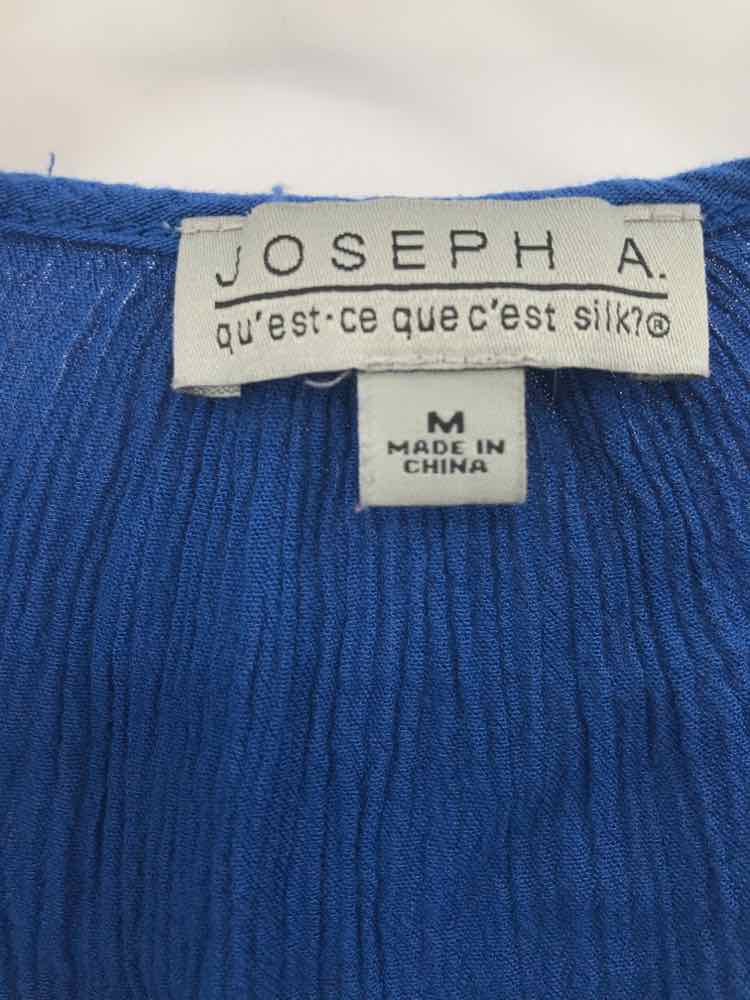 JOSEPH A.
qu'est·ce que c'est silk?®
M
MADE IN
CHINA